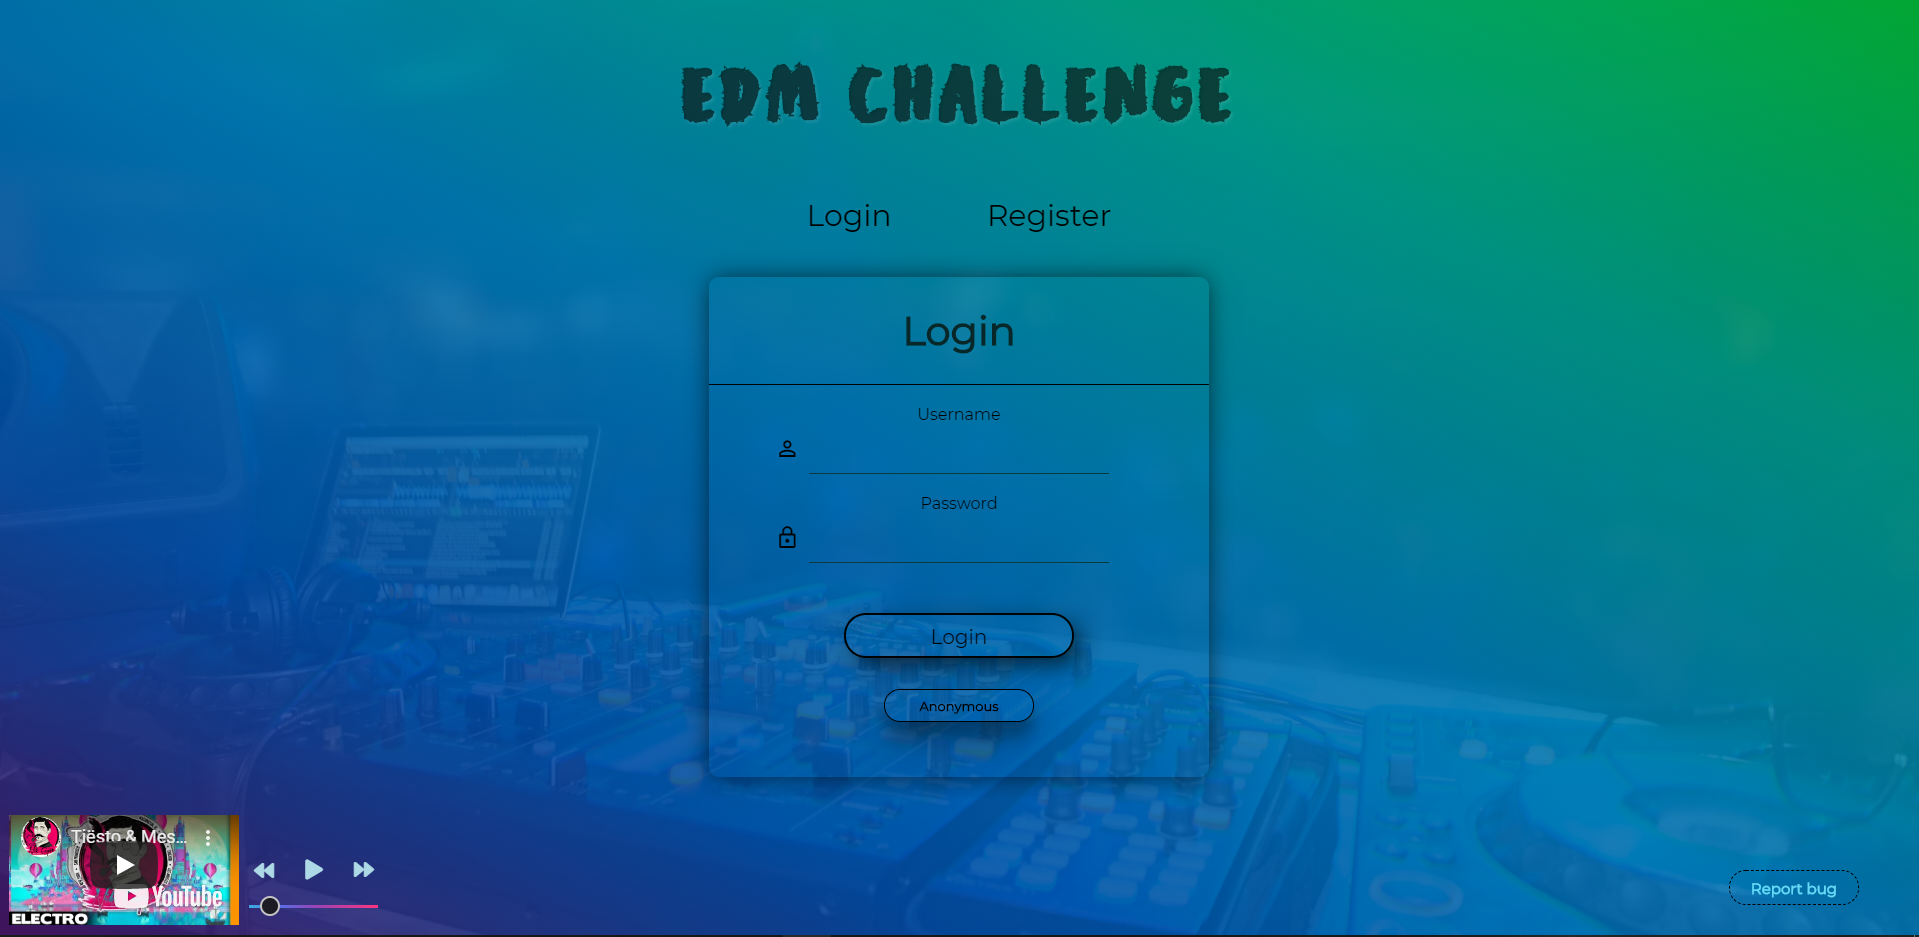 EDM CHALLENGE
Login Register
Login
Username
Password
Login
Anonymous
Tiësto & Mes...
YouTube
ELECTRO
Report bug